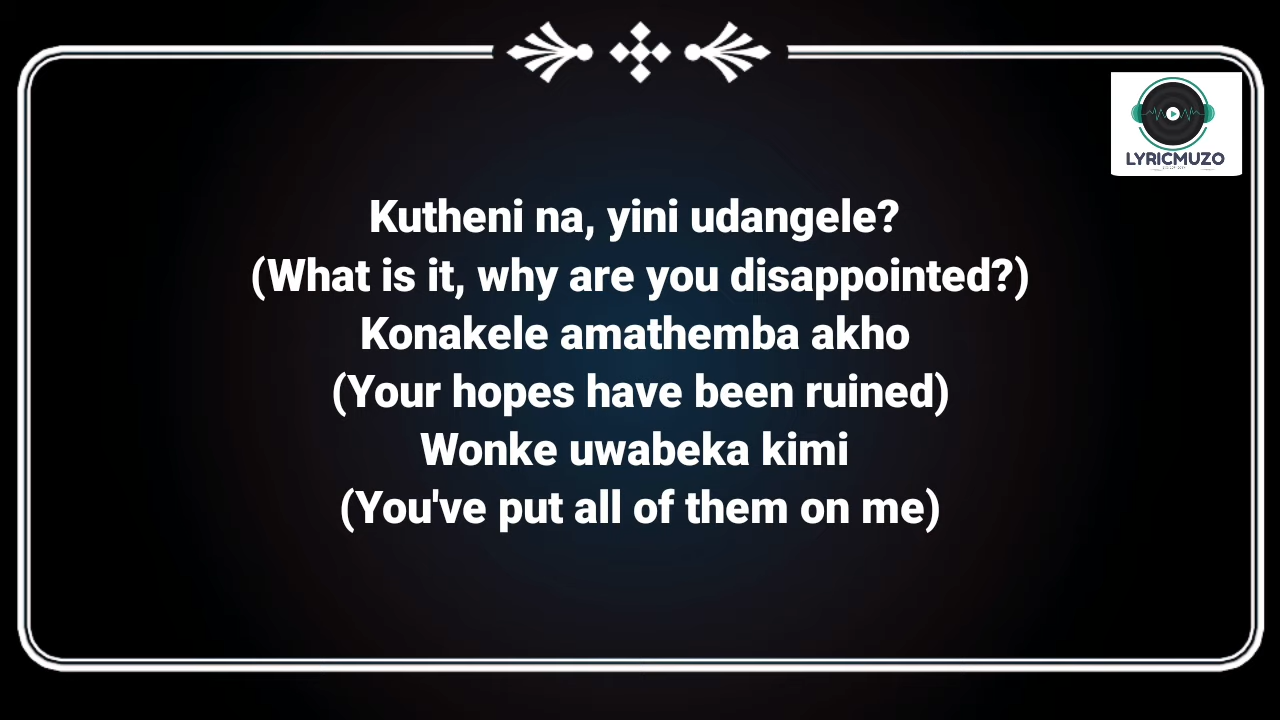 LYRICMUZO
Kutheni na, yini udangele?
(What is it, why are you disappointed?)
Konakele amathemba akho
(Your hopes have been ruined)
Wonke uwabeka kimi
(You've put all of them on me)